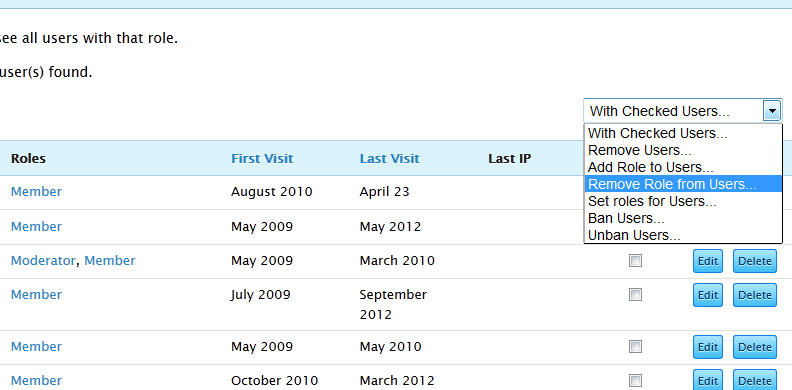 see all users with that role.
user(s) found.
With Checked Users...
With Checked Users...
Remove Users...
Add Role to Users...
Remove Role from Users...
Set roles for Users...
Ban Users...
Unban Users...
Roles First Visit Last Visit Last IP
Member August 2010 April 23
Member May 2009 May 2012
Moderator, Member May 2009 March 2010 Edit Delete
Member July 2009 September
2012 Edit Delete
Member May 2009 May 2010 Edit Delete
Member October 2010 March 2012 Edit Delete